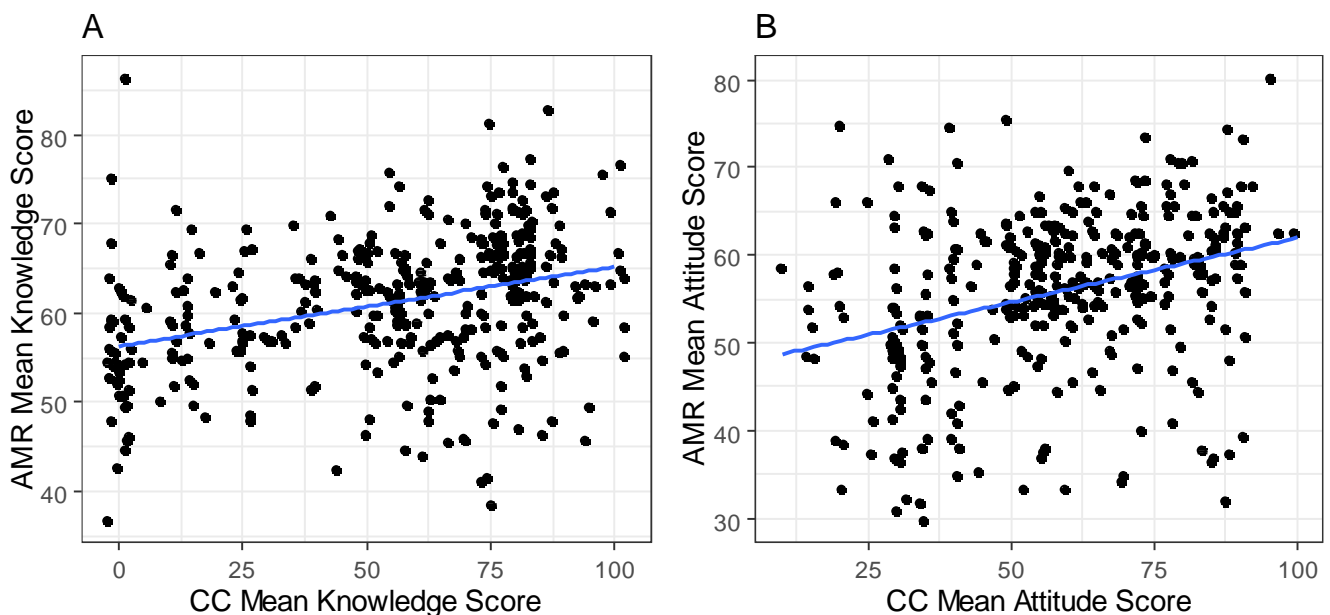 A
AMR Mean Knowledge Score
80
70
60
50
40
0 25 50 75 100
CC Mean Knowledge Score
B
AMR Mean Attitude Score
80
70
60
50
40
30
25 50 75 100
CC Mean Attitude Score